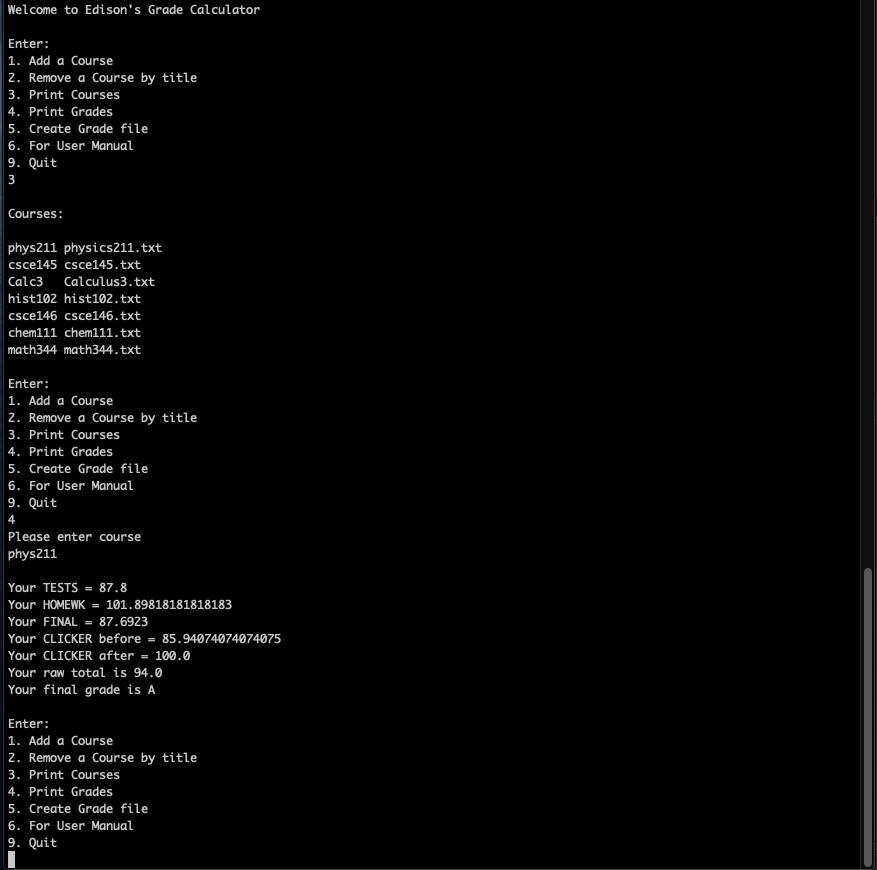 Welcome to Edison's Grade Calculator
Enter:
1. Add a Course
2. Remove a Course by title
3. Print Courses
4. Print Grades
5. Create Grade file
6. For User Manual
9. Quit
3
Courses:
phys211 physics211.txt
csce145 csce145.txt
Calc3   Calculus3.txt
hist102 hist102.txt
csce146 csce146.txt
chem111 chem111.txt
math344 math344.txt
Enter:
1. Add a Course
2. Remove a Course by title
3. Print Courses
4. Print Grades
5. Create Grade file
6. For User Manual
9. Quit
4
Please enter course
phys211
Your TESTS = 87.8
Your HOMEWK = 101.89818181818183
Your FINAL = 87.6923
Your CLICKER before = 85.94074074074075
Your CLICKER after = 100.0
Your raw total is 94.0
Your final grade is A
Enter:
1. Add a Course
2. Remove a Course by title
3. Print Courses
4. Print Grades
5. Create Grade file
6. For User Manual
9. Quit